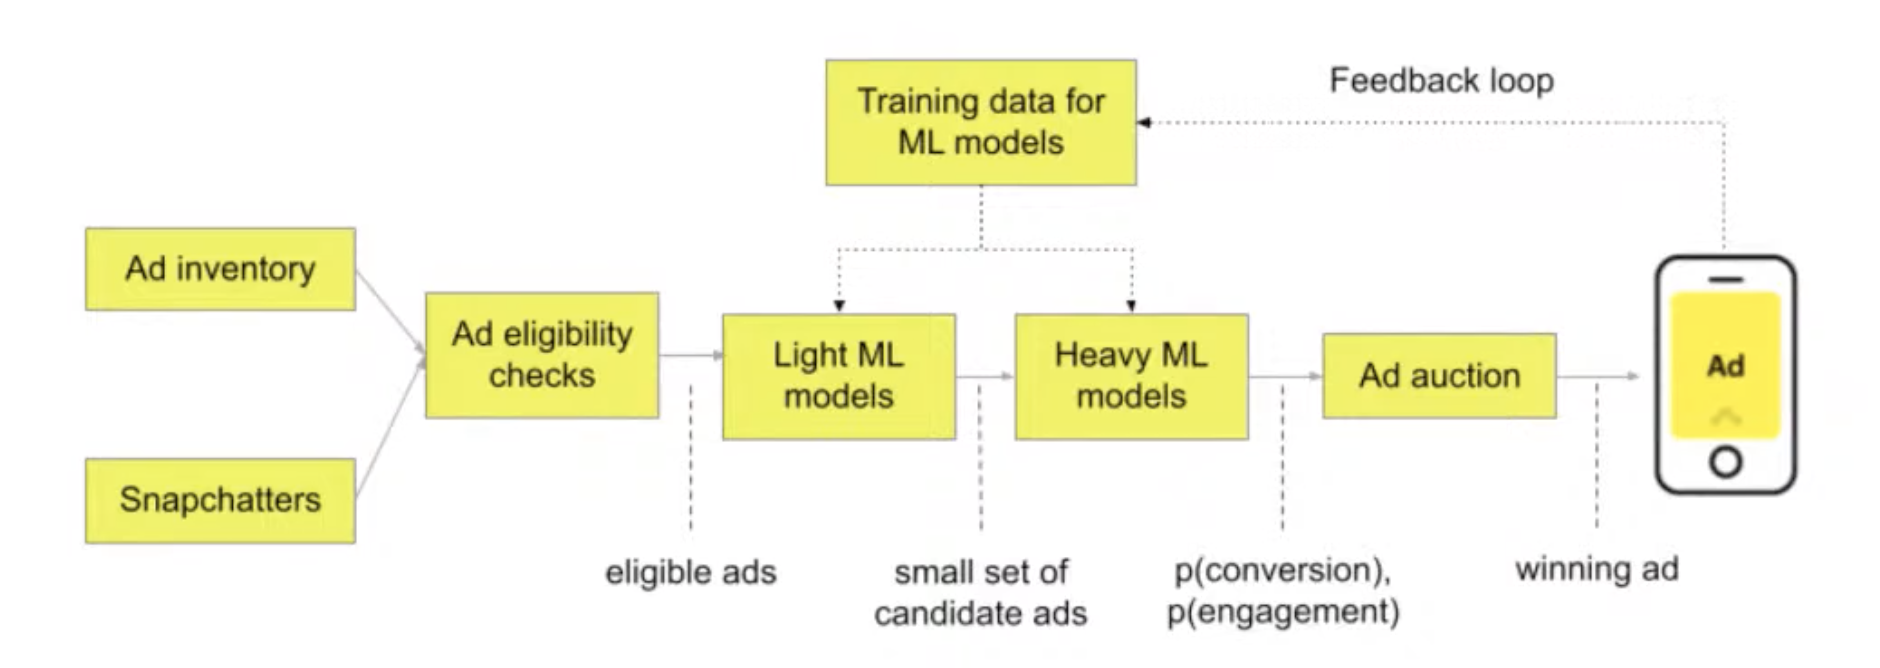 Training data for
ML models
Feedback loop
Ad inventory
Snapchatters
Ad eligibility
checks
Light ML
models
Heavy ML
models
Ad auction
Ad
eligible ads
small set of
candidate ads
p(conversion),
p(engagement)
winning ad